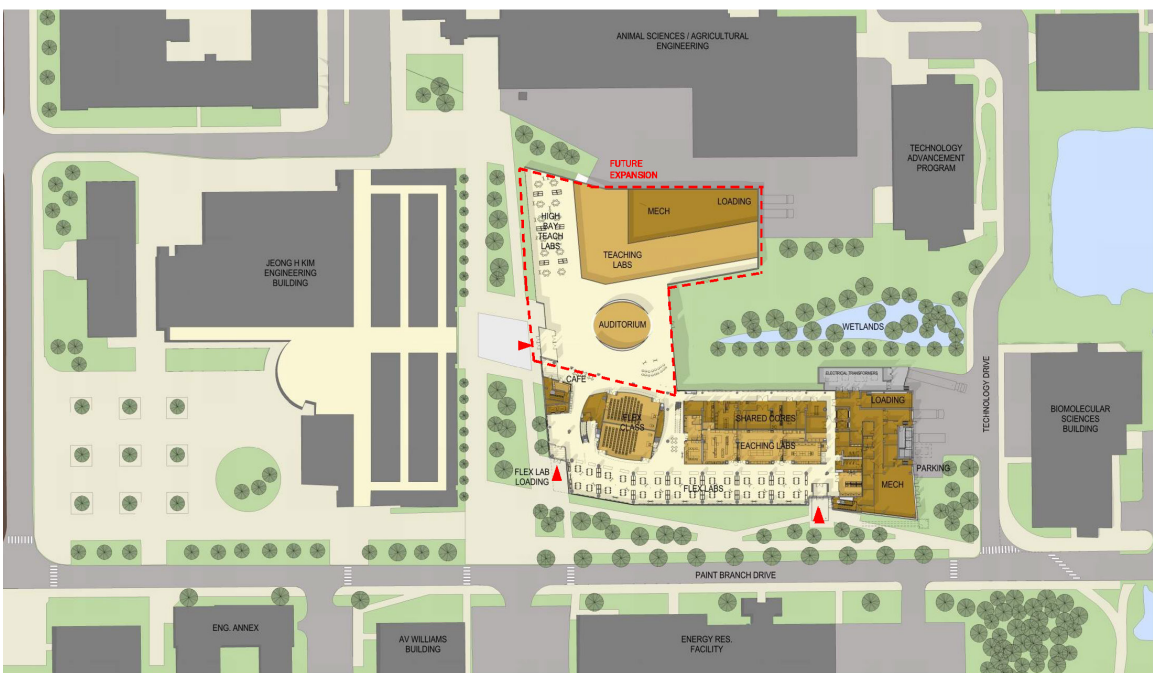 ANIMAL SCIENCES / AGRICULTURAL
ENGINEERING
TECHNOLOGY
ADVANCEMENT
PROGRAM
FUTURE
EXPANSION
LOADING
MECH
HIGH
BAY
TEACH
LABS
TEACHING
LABS
JEONG H KIM
ENGINEERING
BUILDING
AUDITORIUM
WETLANDS
ELECTRICAL TRANSFORMERS
CAFE
LOADING
TECHNOLOGY DRIVE
BIOMOLECULAR
SCIENCES
BUILDING
FLEX
CLASS
SHARED CORES
TEACHING LABS
FLEX LAB
LOADING
FLEX LABS
MECH
PARKING
PAINT BRANCH DRIVE
ENG. ANNEX
AV WILLIAMS
BUILDING
ENERGY RES.
FACILITY